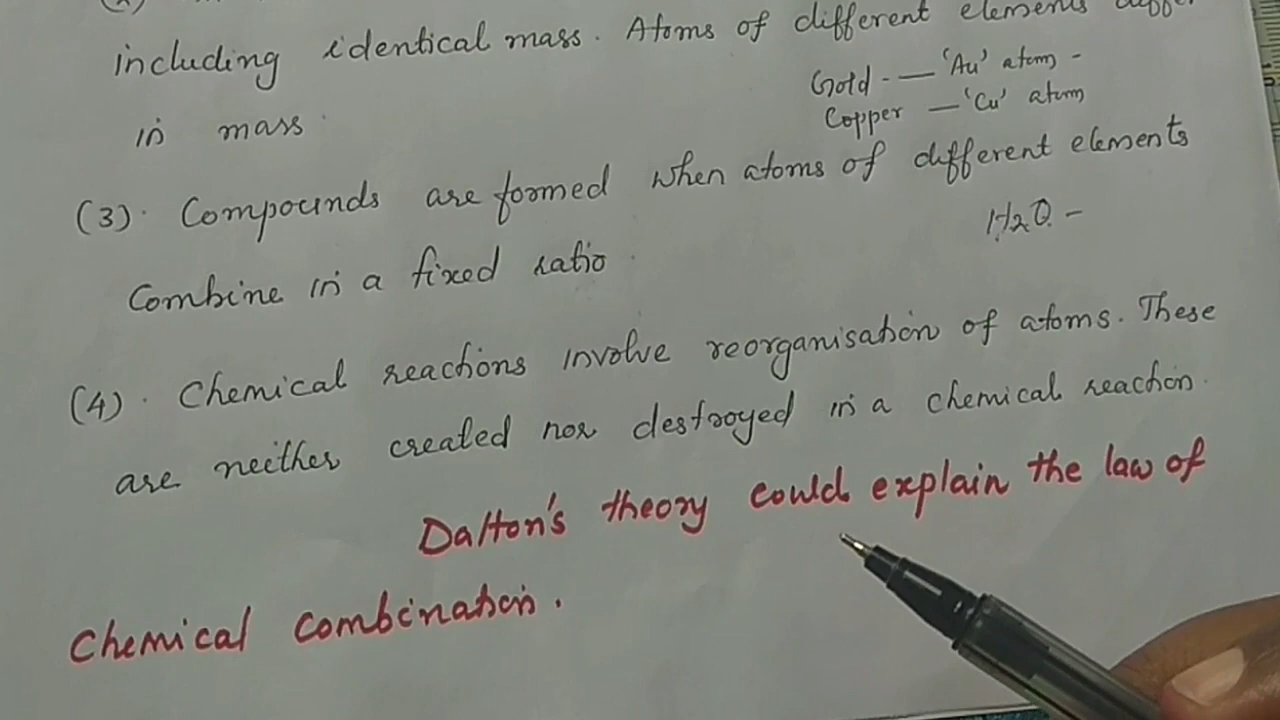 including identical mass. Atoms of different elements differ
Gold - — 'Au' atom -
in mass
Copper — 'Cu' atom
(3). Compounds are formed when atoms of different elements
H2O. -
Combine in a fixed ratio
(4). Chemical reactions involve reorganisation of atoms. These
are neither created nor destroyed in a chemical reaction.
Dalton's theory could explain the law of
Chemical Combination.